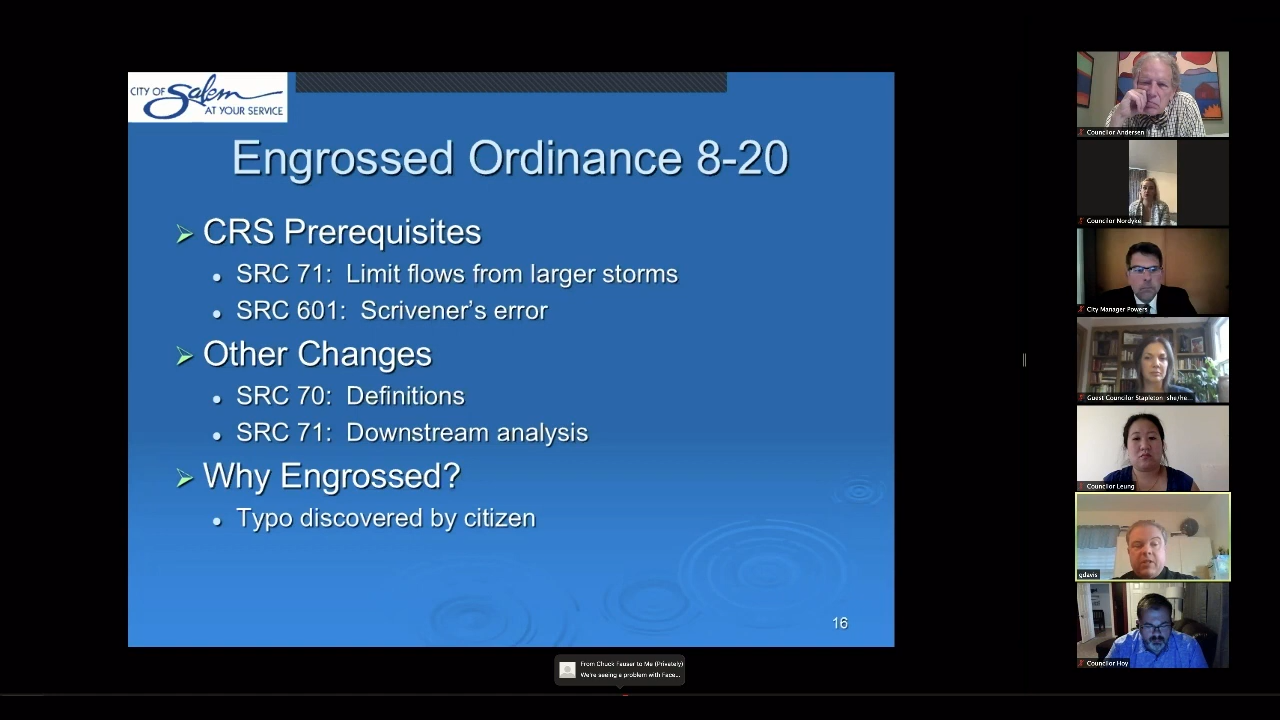 CITY OF Salem
AT YOUR SERVICE
Engrossed Ordinance 8-20
CRS Prerequisites
SRC 71: Limit flows from larger storms
SRC 601: Scrivener's error
Other Changes
SRC 70: Definitions
SRC 71: Downstream analysis
Why Engrossed?
Typo discovered by citizen
16
From Chuck Fauser to Me (Privately)
We're seeing a problem with Face...
Councilor Andersen
Councilor Nordyke
City Manager Powers
Guest Councilor Stapleton she/he...
Councilor Leung
gdavis
Councilor Hoy